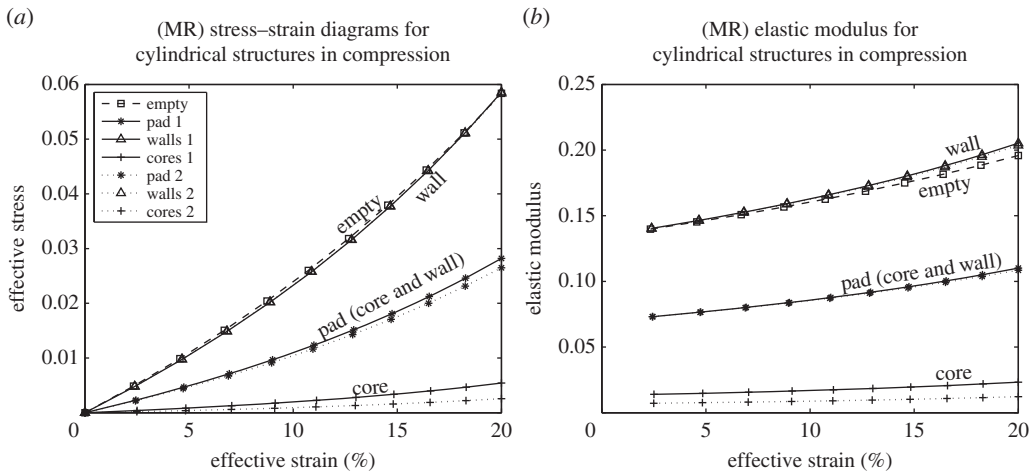 (a)
(MR) stress–strain diagrams for
cylindrical structures in compression
0.06
0.05
0.04
0.03
0.02
0.01
0
5
10
15
20
effective stress
effective strain (%)
empty
pad 1
walls 1
cores 1
pad 2
walls 2
cores 2
empty
wall
pad (core and wall)
core
(b)
(MR) elastic modulus for
cylindrical structures in compression
0.25
0.20
0.15
0.10
0.05
0
5
10
15
20
elastic modulus
effective strain (%)
wall
empty
pad (core and wall)
core